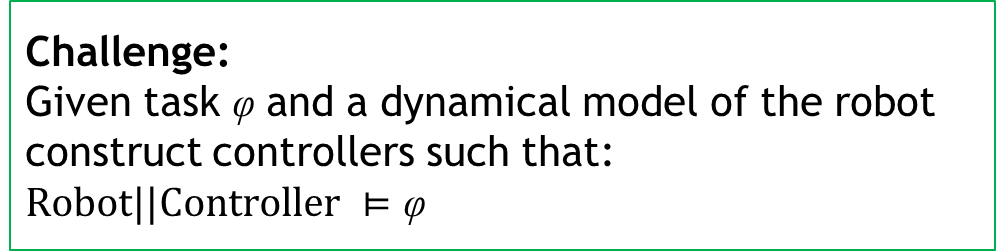 Challenge:
Given task φ and a dynamical model of the robot
construct controllers such that:
Robot||Controller ⊨ φ